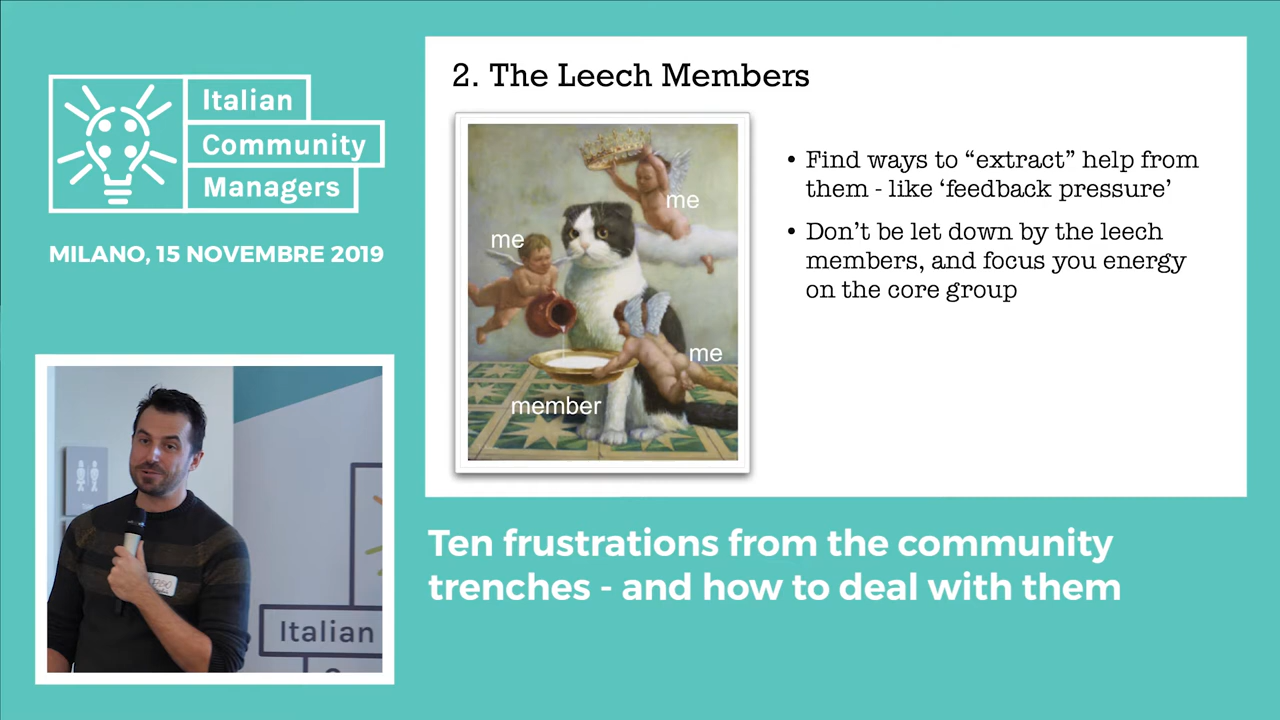 Italian
Community
Managers
MILANO, 15 NOVEMBRE 2019
2. The Leech Members
me
me
me
member
• Find ways to “extract” help from
them - like ‘feedback pressure’
• Don’t be let down by the leech
members, and focus you energy
on the core group
Italian
Ten frustrations from the community
trenches - and how to deal with them